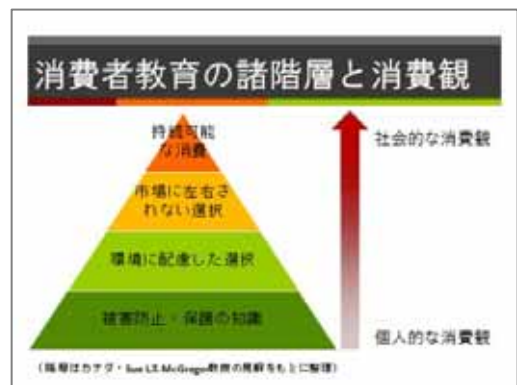 消費者教育の諸階層と消費観
持続可能
な消費
社会的な消費観
市場に左右さ
れない選択
環境に配慮した選択
被害防止・保護の知識
個人的な消費観
(階層はカナダ・Sue L.T. McGregor教授の見解をもとに整理)